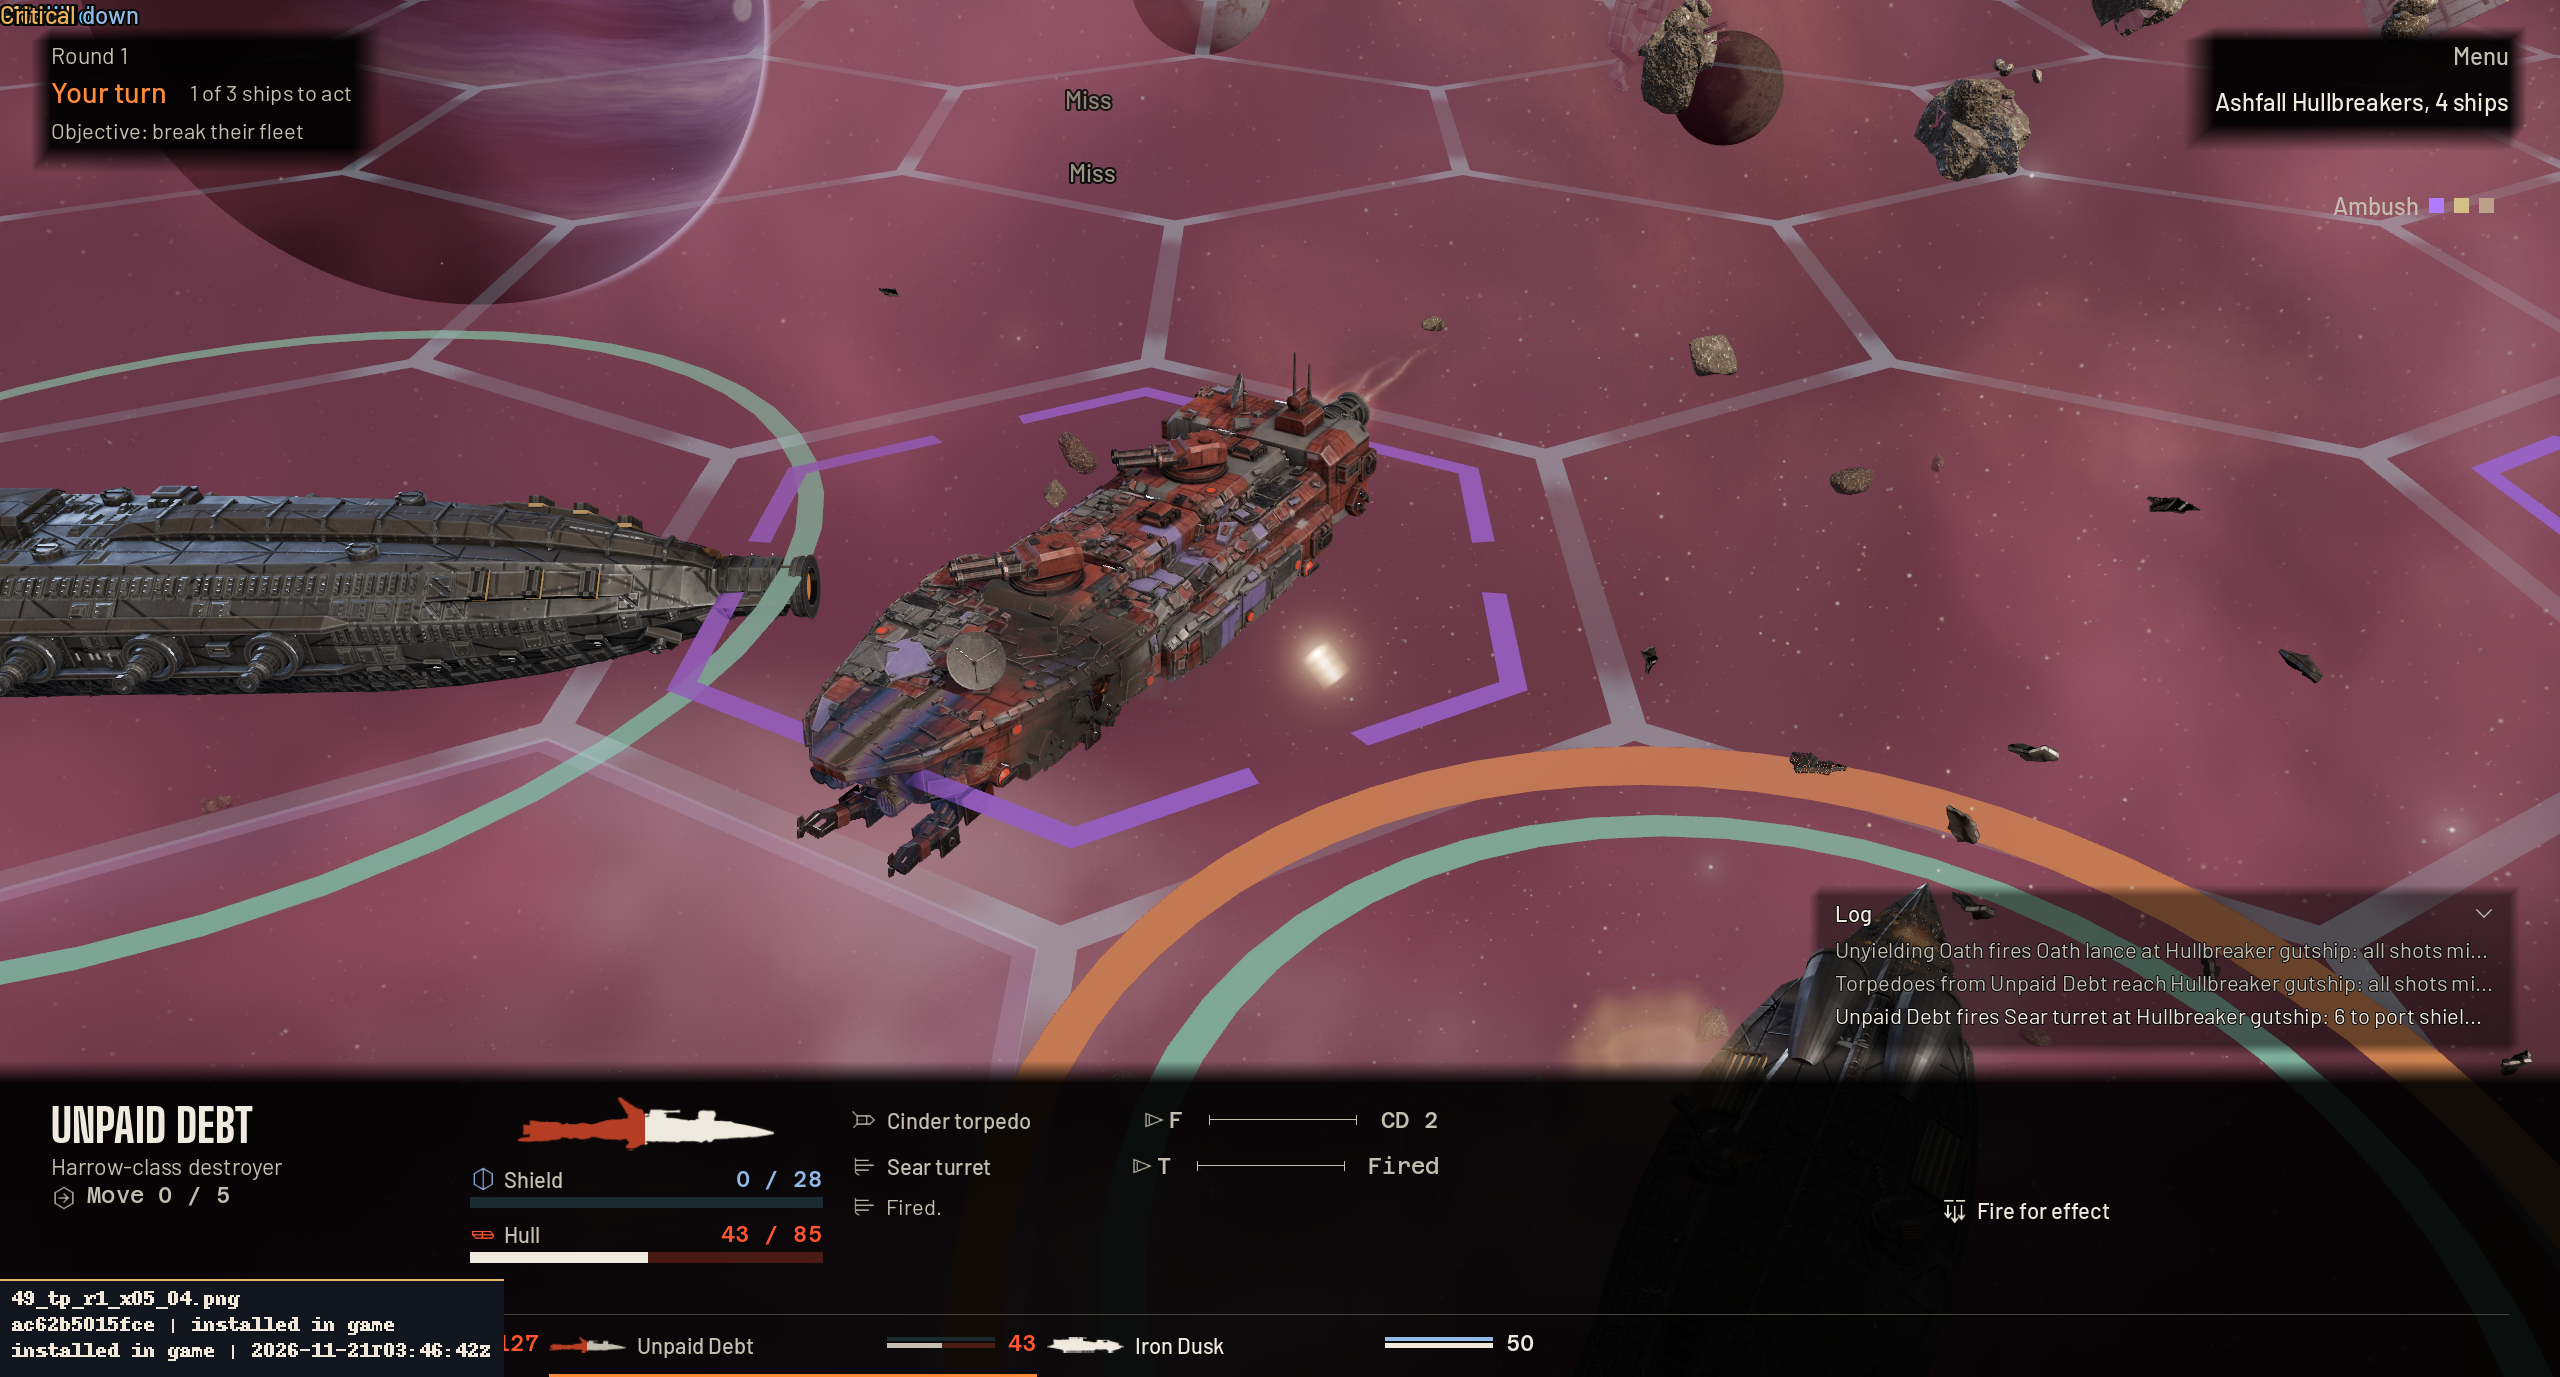 Critical down
Round 1
Your turn 1 of 3 ships to act
Objective: break their fleet
Menu
Ashfall Hullbreakers, 4 ships
Ambush
Miss
Miss
Log
Unyielding Oath fires Oath lance at Hullbreaker gutship: all shots mi...
Torpedoes from Unpaid Debt reach Hullbreaker gutship: all shots mi...
Unpaid Debt fires Sear turret at Hullbreaker gutship: 6 to port shiel...
UNPAID DEBT
Harrow-class destroyer
Move 0 / 5
Shield 0 / 28
Hull 43 / 85
Cinder torpedo F CD 2
Sear turret T Fired
Fired.
Fire for effect
49_tp_r1_x05_04.png
ac62b5015fce | installed in game
installed in game | 2026-11-21T03:46:42Z
127 Unpaid Debt 43 Iron Dusk 50